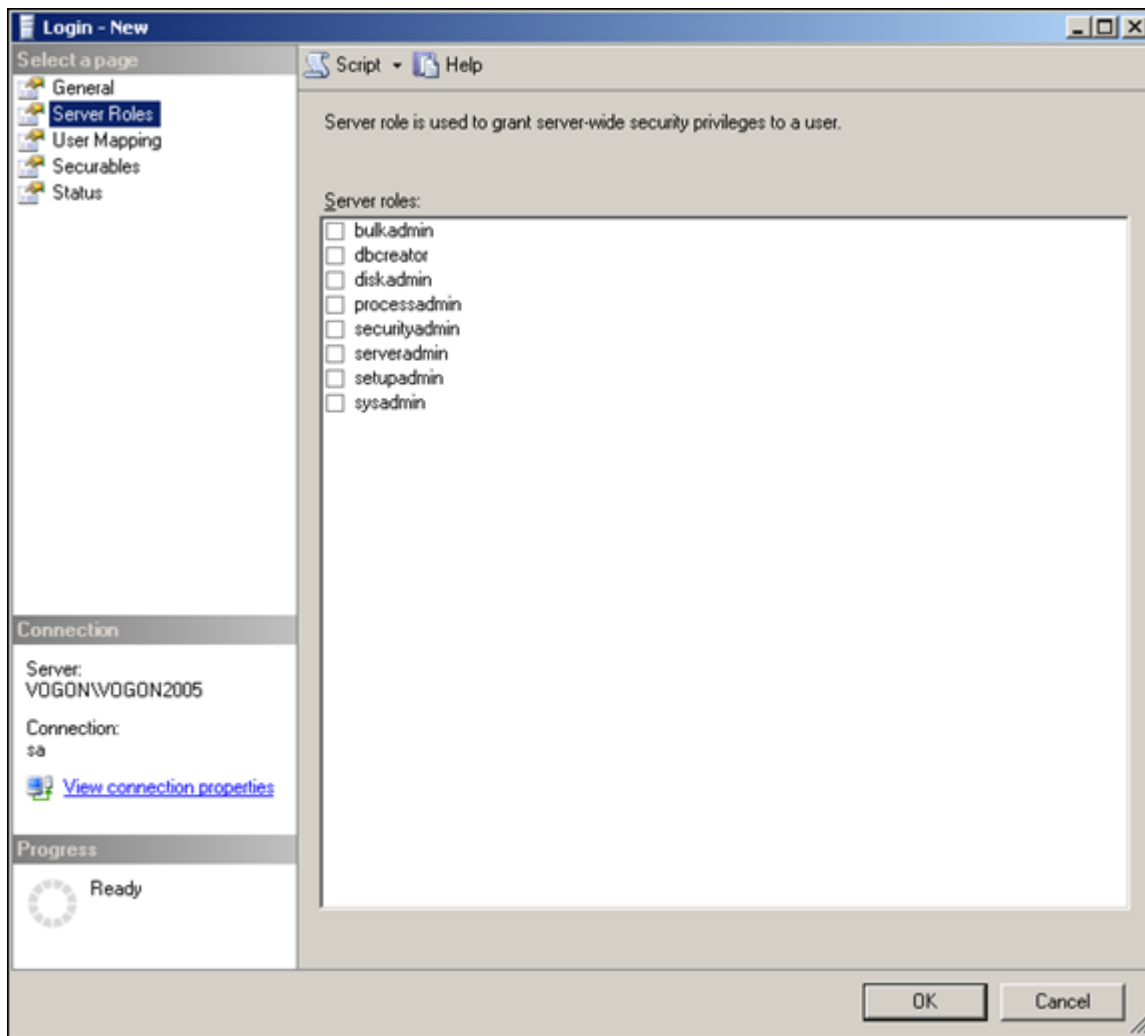 Login - New
Select a page
General
Server Roles
User Mapping
Securables
Status
Script
Help
Server role is used to grant server-wide security privileges to a user.
Server roles:
bulkadmin
dbcreator
diskadmin
processadmin
securityadmin
serveradmin
setupadmin
sysadmin
Connection
Server:
VOGON\VOGON2005
Connection:
sa
View connection properties
Progress
Ready
OK
Cancel